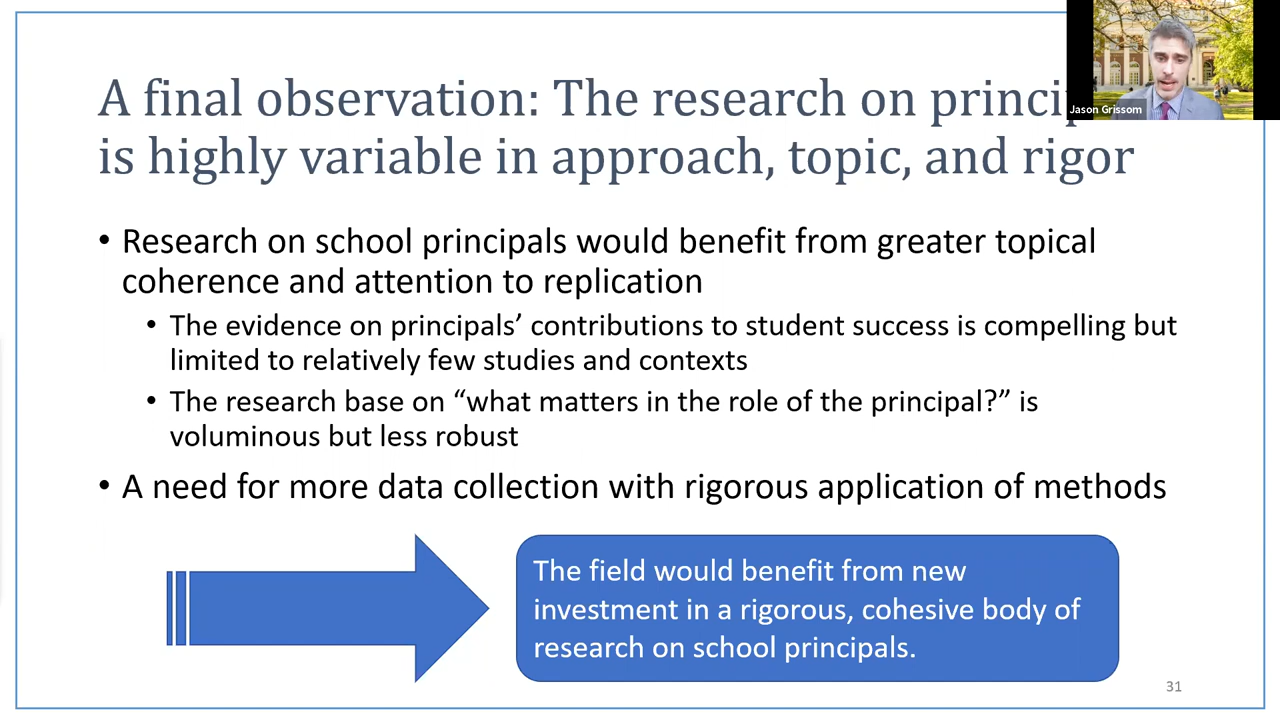 A final observation: The research on princi
is highly variable in approach, topic, and rigor
Jason Grissom
• Research on school principals would benefit from greater topical
coherence and attention to replication
• The evidence on principals’ contributions to student success is compelling but
limited to relatively few studies and contexts
• The research base on “what matters in the role of the principal?” is
voluminous but less robust
• A need for more data collection with rigorous application of methods
The field would benefit from new
investment in a rigorous, cohesive body of
research on school principals.
31